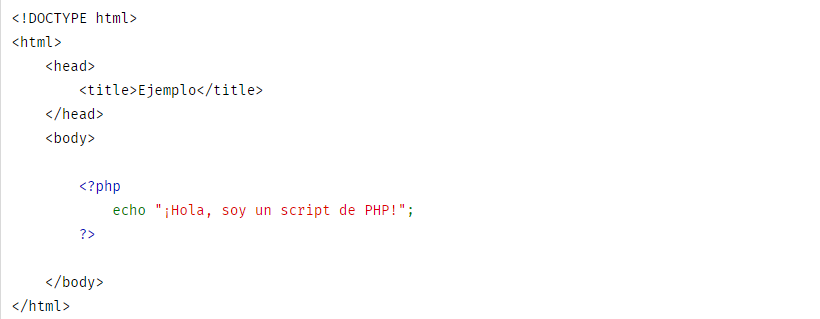 <!DOCTYPE html>
<html>
    <head>
        <title>Ejemplo</title>
    </head>
    <body>

        <?php
            echo "¡Hola, soy un script de PHP!";
        ?>

    </body>
</html>